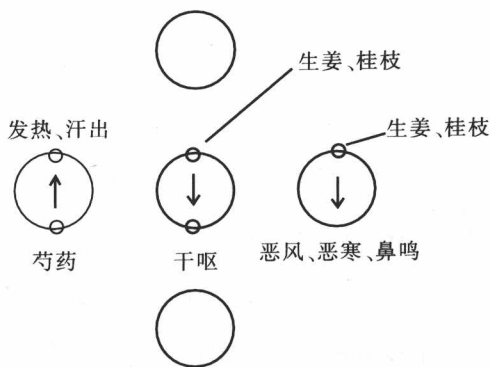 生姜、桂枝
发热、汗出
生姜、桂枝
芍药
干呕
恶风、恶寒、鼻鸣